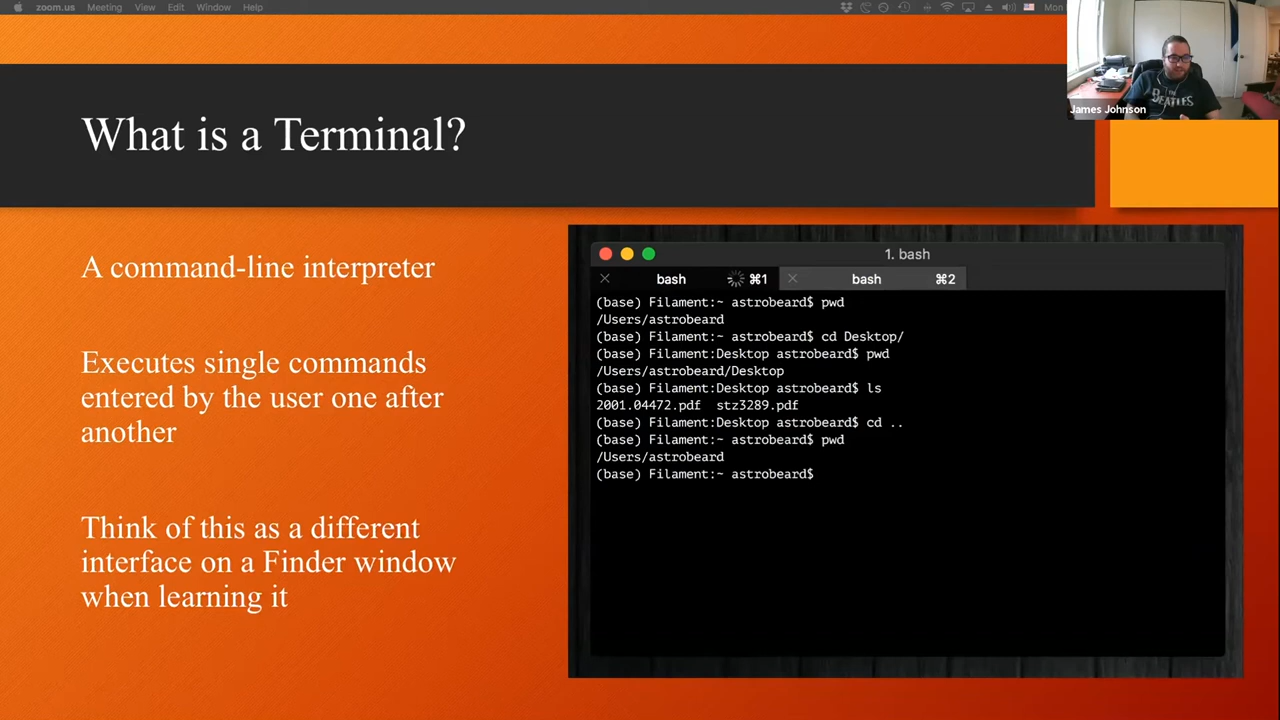 zoom.us Meeting View Edit Window Help Mon
James Johnson
THE
BEATLES
What is a Terminal?
A command-line interpreter
Executes single commands
entered by the user one after
another
Think of this as a different
interface on a Finder window
when learning it
1. bash
bash ⌘1 bash ⌘2
(base) Filament:~ astrobeard$ pwd
/Users/astrobeard
(base) Filament:~ astrobeard$ cd Desktop/
(base) Filament:Desktop astrobeard$ pwd
/Users/astrobeard/Desktop
(base) Filament:Desktop astrobeard$ ls
2001.04472.pdf  stz3289.pdf
(base) Filament:Desktop astrobeard$ cd ..
(base) Filament:~ astrobeard$ pwd
/Users/astrobeard
(base) Filament:~ astrobeard$